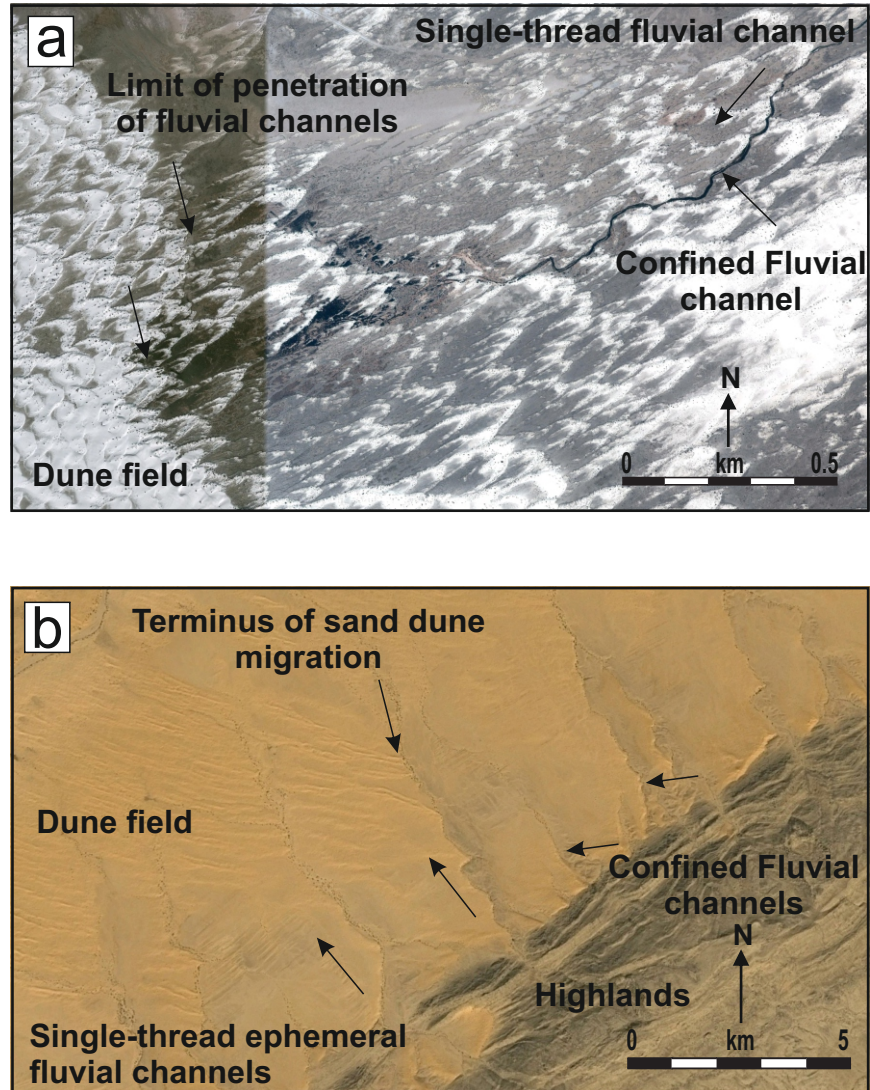 a
Single-thread fluvial channel
Limit of penetration
of fluvial channels
Confined Fluvial
channel
N
0 km 0.5
Dune field
b
Terminus of sand dune
migration
Dune field
Confined Fluvial
channels
N
Highlands
0 km 5
Single-thread ephemeral
fluvial channels